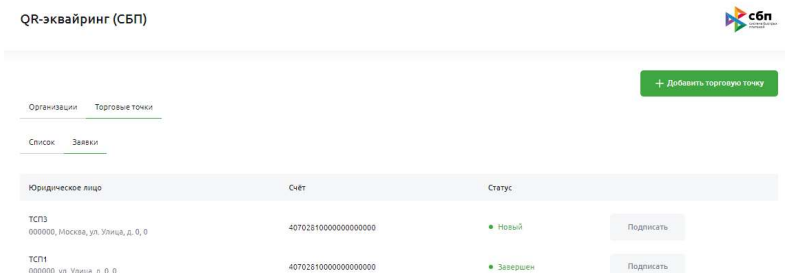 QR-эквайринг (СБП)
сбп
+ Добавить торговую точку
Организации Торговые точки
Список Заявки
Юридическое лицо Счёт Статус
ТСП3
000000, Москва, ул. Улица, д. 0, 0
40702810000000000000 Новый Подписать
ТСП1
000000, ул. Улица, д. 0, 0
40702810000000000000 Завершен Подписать